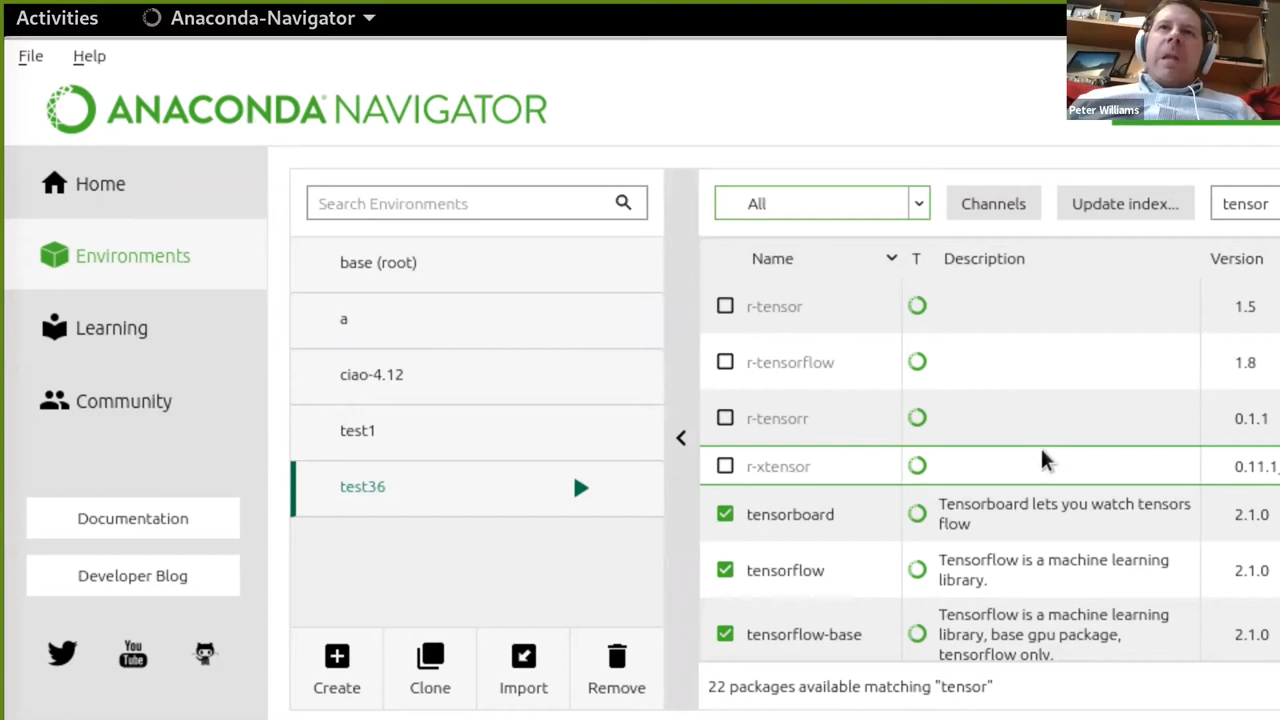 Activities
Anaconda-Navigator
File
Help
Peter Williams
ANACONDA NAVIGATOR
Home
Environments
Learning
Community
Documentation
Developer Blog
You
Tube
Search Environments
base (root)
a
ciao-4.12
test1
test36
Create
Clone
Import
Remove
All
Channels
Update index...
tensor
Name
T
Description
Version
r-tensor
1.5
r-tensorflow
1.8
r-tensorr
0.1.1
r-xtensor
0.11.1
tensorboard
Tensorboard lets you watch tensors
flow
2.1.0
tensorflow
Tensorflow is a machine learning
library.
2.1.0
tensorflow-base
Tensorflow is a machine learning
library, base gpu package,
tensorflow only.
2.1.0
22 packages available matching "tensor"